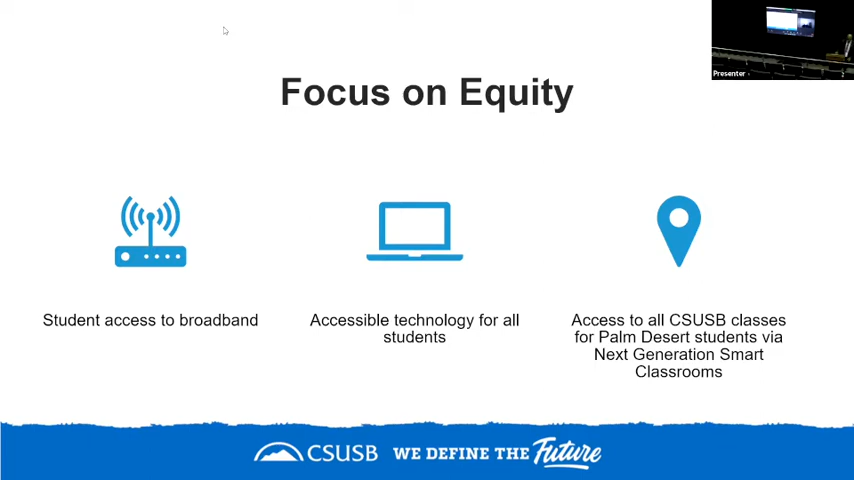 Presenter
Focus on Equity
Student access to broadband
Accessible technology for all
students
Access to all CSUSB classes
for Palm Desert students via
Next Generation Smart
Classrooms
CSUSB WE DEFINE THE Future